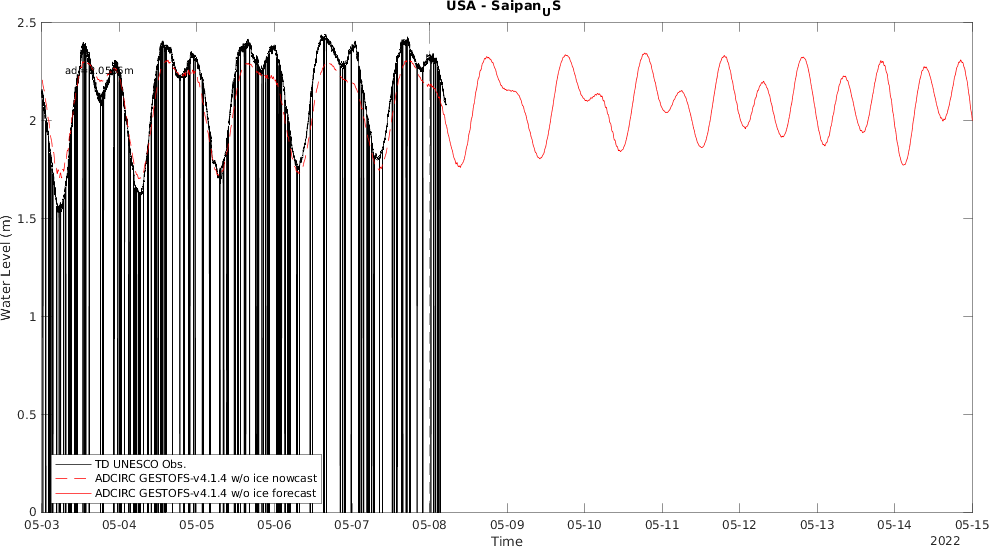 USA - Saipan_US
2.5
2
1.5
1
0.5
0
Water Level (m)
TD UNESCO Obs.
ADCIRC GESTOFS-v4.1.4 w/o ice nowcast
ADCIRC GESTOFS-v4.1.4 w/o ice forecast
05-03 05-04 05-05 05-06 05-07 05-08 05-09 05-10 05-11 05-12 05-13 05-14 05-15
Time
2022